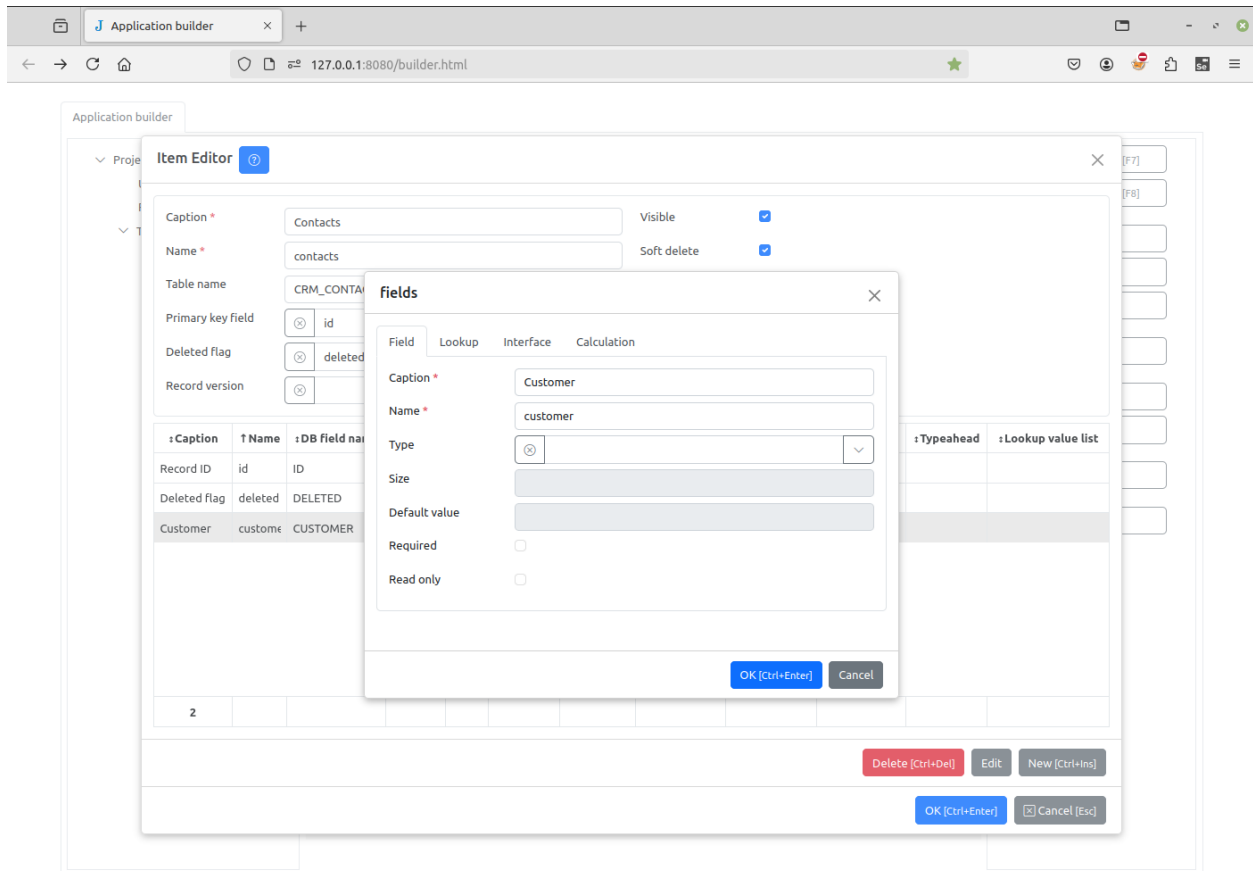 Application builder
127.0.0.1:8080/builder.html
Application builder
Item Editor
[F7]
[F8]
Caption *
Contacts
Visible
Name *
contacts
Soft delete
Table name
Primary key field
id
Deleted flag
deleted
Record version
Caption Name DB field Typeahead Lookup value list
Record ID id ID
Deleted flag deleted DELETED
Customer CUSTOMER
2
fields
Field Lookup Interface Calculation
Caption *
Customer
Name *
customer
Type
Size
Default value
Required
Read only
OK [Ctrl+Enter] Cancel
Delete [Ctrl+Del] Edit New [Ctrl+Ins]
OK [Ctrl+Enter] Cancel [Esc]